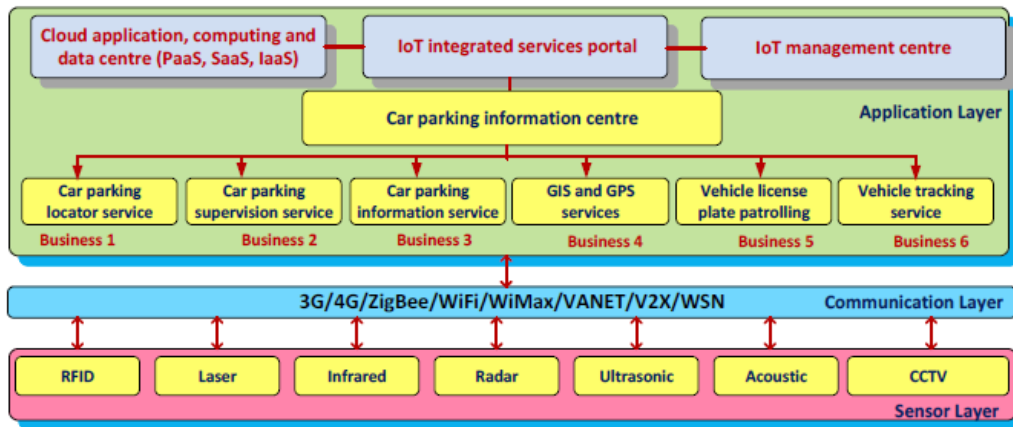 Cloud application, computing and
data centre (PaaS, SaaS, IaaS)
IoT integrated services portal
IoT management centre
Car parking information centre
Application Layer
Car parking
locator service
Car parking
supervision service
Car parking
information service
GIS and GPS
services
Vehicle license
plate patrolling
Vehicle tracking
service
Business 1
Business 2
Business 3
Business 4
Business 5
Business 6
3G/4G/ZigBee/WiFi/WiMax/VANET/V2X/WSN
Communication Layer
RFID
Laser
Infrared
Radar
Ultrasonic
Acoustic
CCTV
Sensor Layer